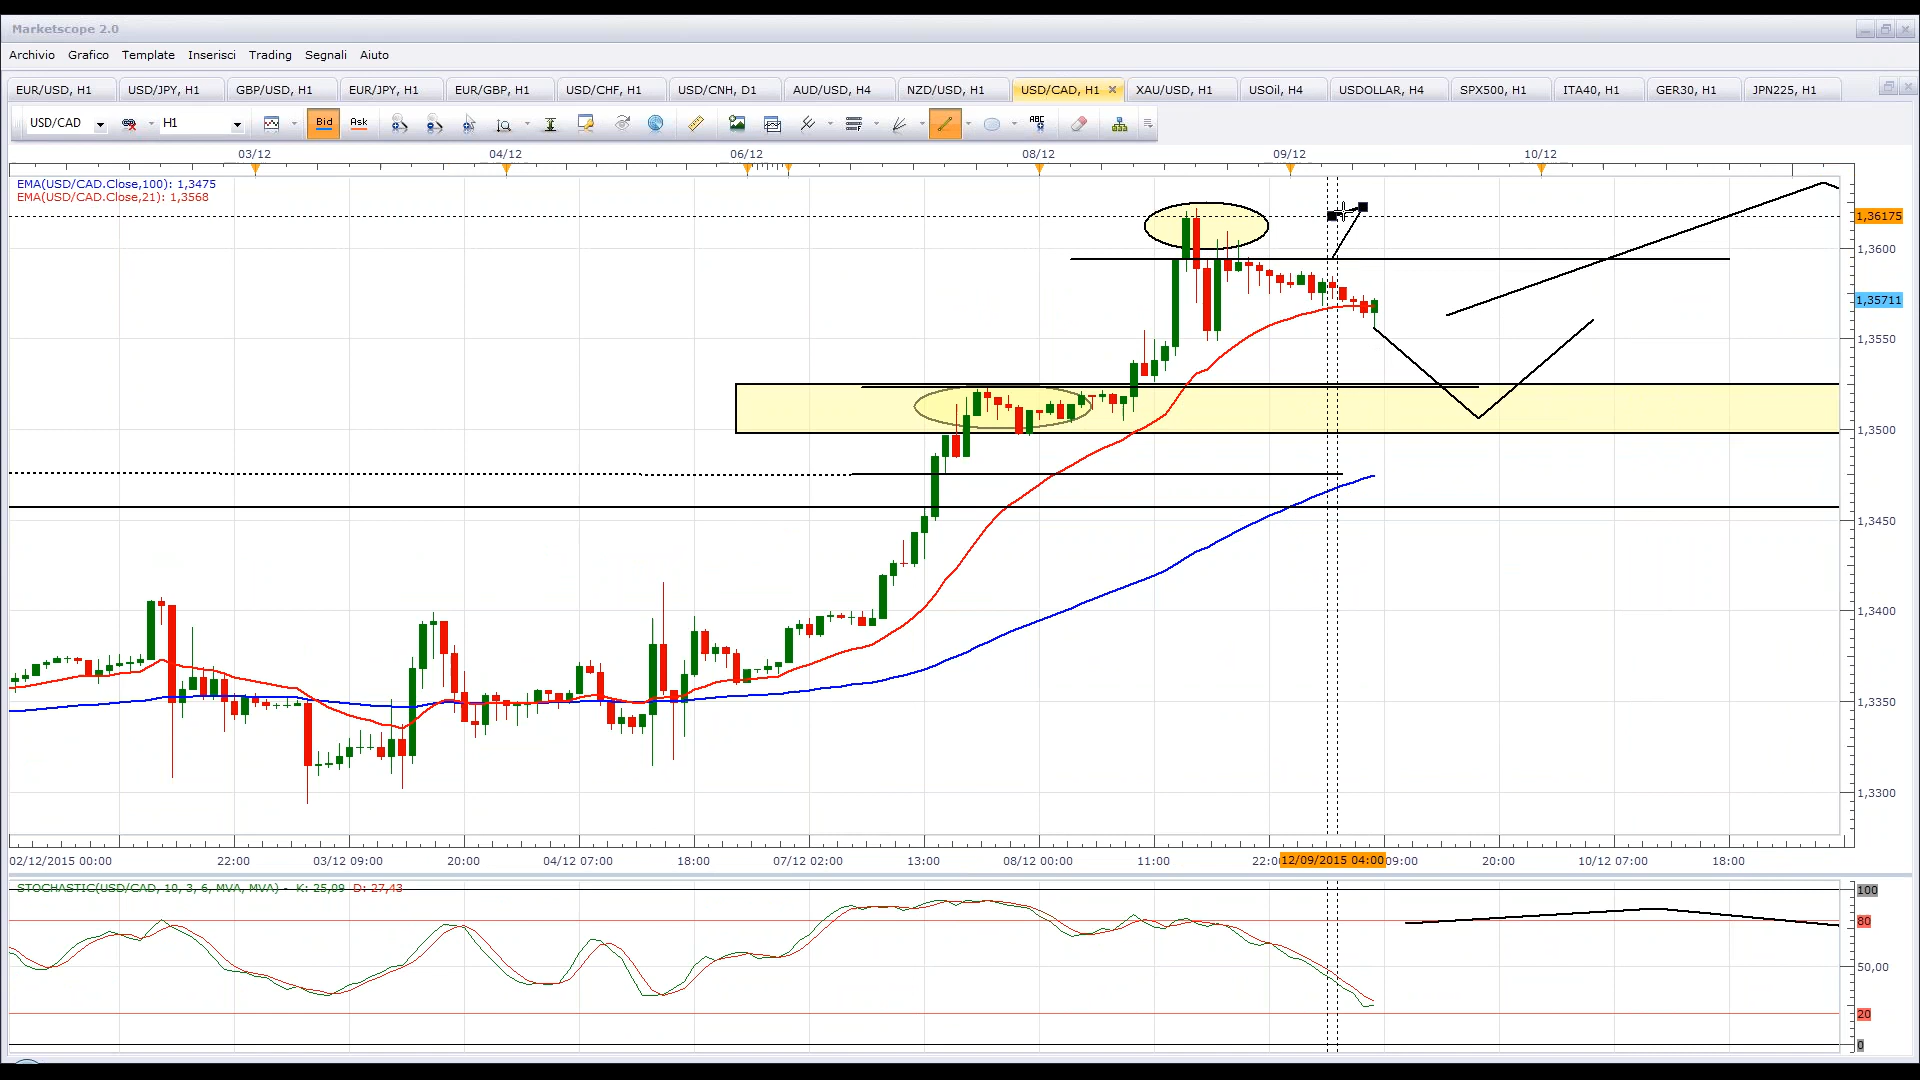 Marketscope 2.0
Archivio Grafico Template Inserisci Trading Segnali Aiuto
EUR/USD, H1 USD/JPY, H1 GBP/USD, H1 EUR/JPY, H1 EUR/GBP, H1 USD/CHF, H1 USD/CNH, D1 AUD/USD, H4 NZD/USD, H1 USD/CAD, H1 XAU/USD, H1 USOil, H4 USDOLLAR, H4 SPX500, H1 ITA40, H1 GER30, H1 JPN225, H1
USD/CAD H1 Bid Ask ABC
03/12 04/12 06/12 08/12 09/12 10/12
EMA(USD/CAD.Close,100): 1,3475
EMA(USD/CAD.Close,21): 1,3568
1,36175
1,3600
1,35711
1,3550
1,3500
1,3450
1,3400
1,3350
1,3300
02/12/2015 00:00 22:00 03/12 09:00 20:00 04/12 07:00 18:00 07/12 02:00 13:00 08/12 00:00 11:00 22:0 12/09/2015 04:00 09:00 20:00 10/12 07:00 18:00
STOCHASTIC(USD/CAD, 10, 3, 6, MVA, MVA) - K: 25,09 D: 27,43
100
80
50,00
20
0